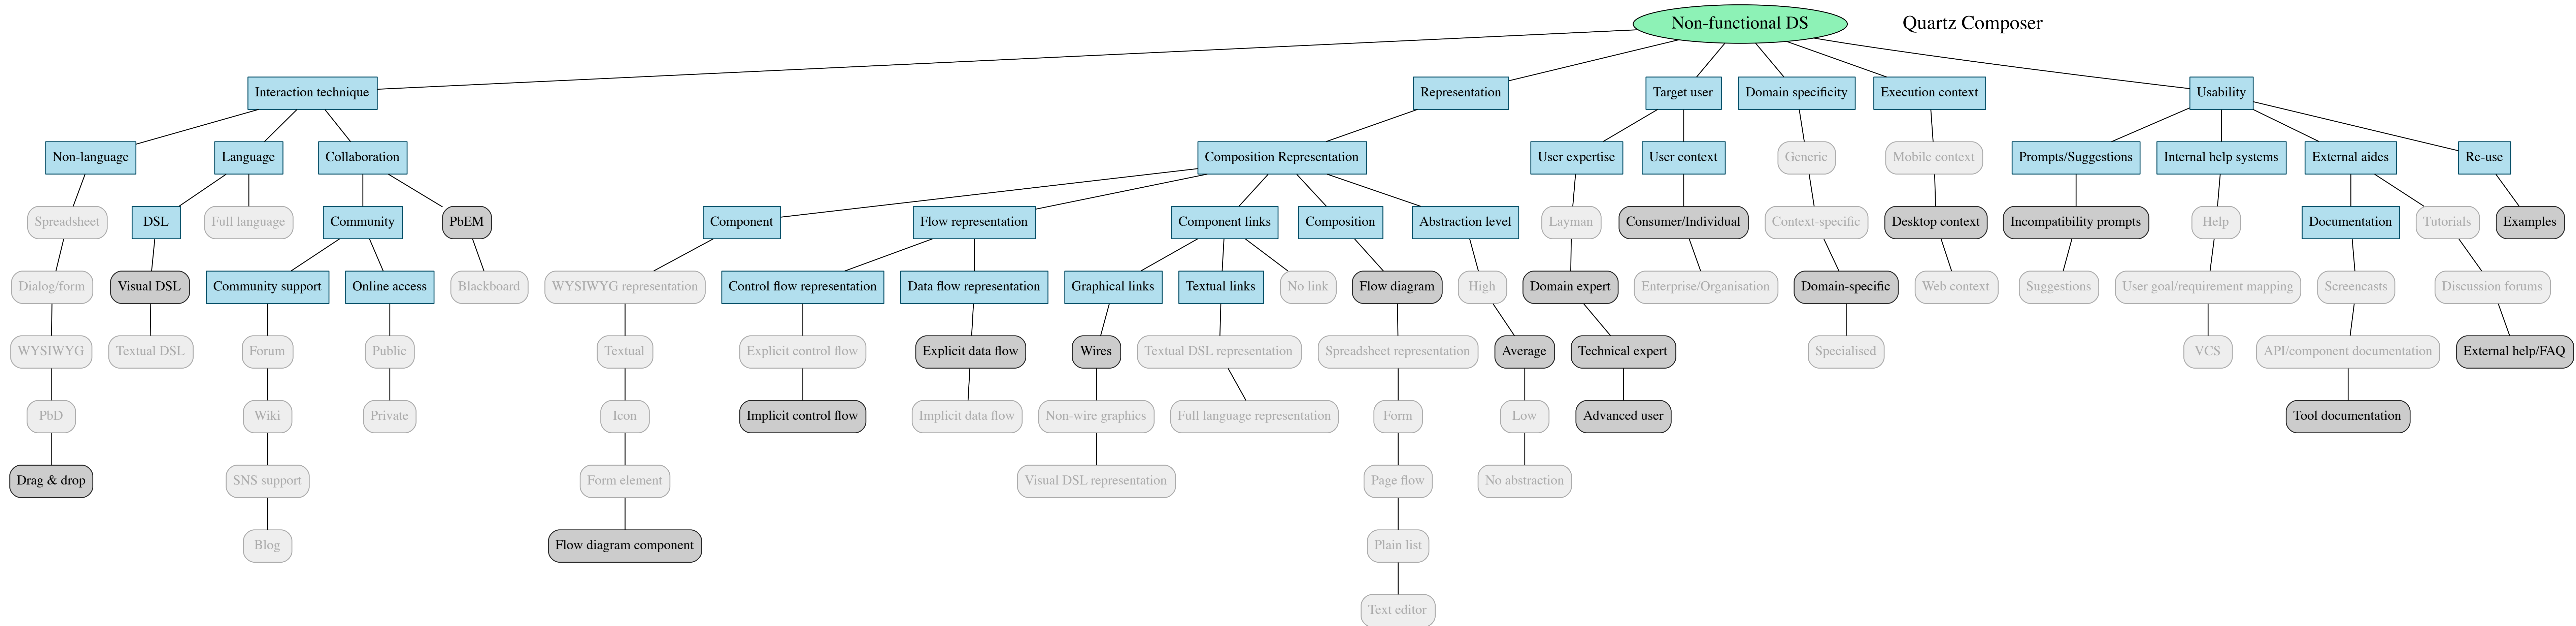 Non-functional DS
Quartz Composer
Interaction technique
Representation
Target user
Domain specificity
Execution context
Usability
Non-language
Language
Collaboration
Composition Representation
User expertise
User context
Generic
Mobile context
Prompts/Suggestions
Internal help systems
External aides
Re-use
Spreadsheet
DSL
Full language
Community
PbEM
Component
Flow representation
Component links
Composition
Abstraction level
Layman
Consumer/Individual
Context-specific
Desktop context
Incompatibility prompts
Help
Documentation
Tutorials
Examples
Dialog/form
Visual DSL
Community support
Online access
Blackboard
WYSIWYG representation
Control flow representation
Data flow representation
Graphical links
Textual links
No link
Flow diagram
High
Domain expert
Enterprise/Organisation
Domain-specific
Web context
Suggestions
User goal/requirement mapping
Screencasts
Discussion forums
WYSIWYG
Textual DSL
Forum
Public
Textual
Explicit control flow
Explicit data flow
Wires
Textual DSL representation
Spreadsheet representation
Average
Technical expert
Specialised
VCS
API/component documentation
External help/FAQ
PbD
Wiki
Private
Icon
Implicit control flow
Implicit data flow
Non-wire graphics
Full language representation
Form
Low
Advanced user
Tool documentation
Drag & drop
SNS support
Form element
Visual DSL representation
Page flow
No abstraction
Blog
Flow diagram component
Plain list
Text editor